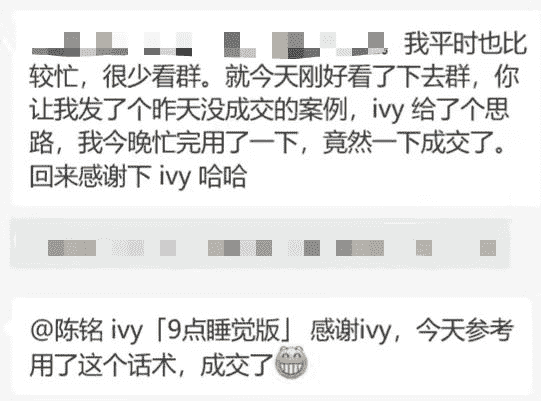 我平时也比
较忙，很少看群。就今天刚好看了下去群，你
让我发了个昨天没成交的案例，ivy 给了个思
路，我今晚忙完用了一下，竟然一下成交了。
回来感谢下 ivy 哈哈
@陈铭 ivy「9点睡觉版」 感谢ivy，今天参考
用了这个话术，成交了